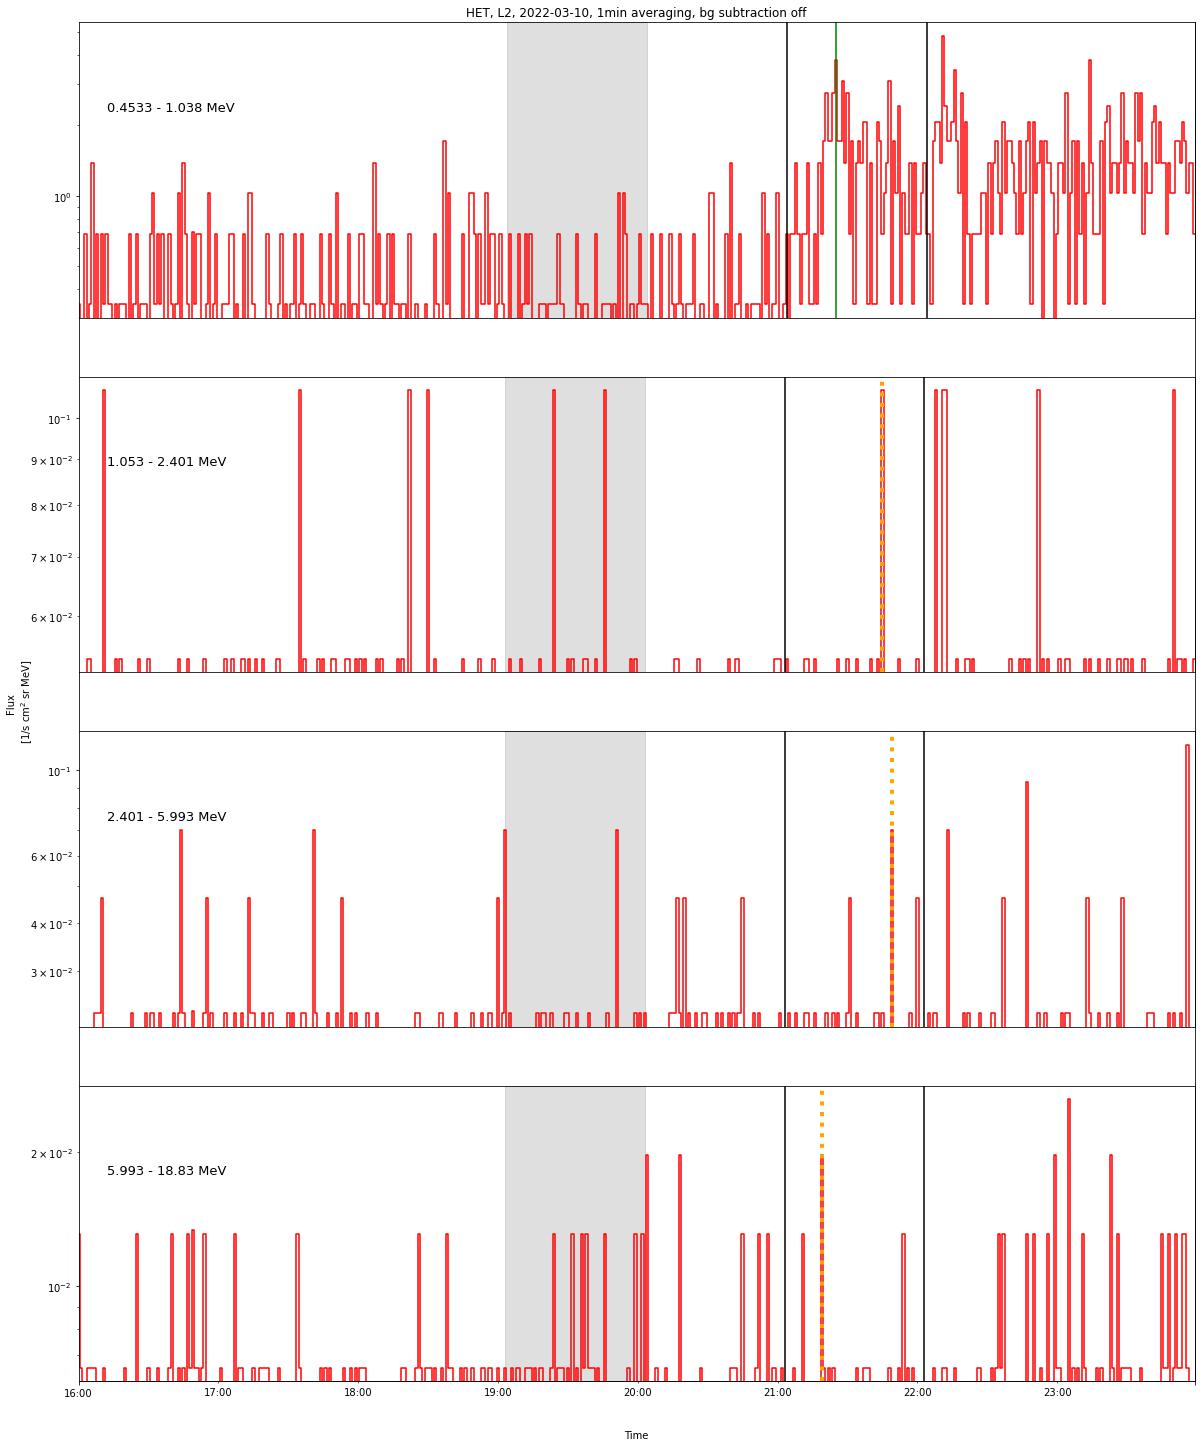 HET, L2, 2022-03-10, 1min averaging, bg subtraction off
0.4533 - 1.038 MeV
10⁰
10⁻¹
9 × 10⁻²
1.053 - 2.401 MeV
8 × 10⁻²
7 × 10⁻²
6 × 10⁻²
Flux
[1/s cm² sr MeV]
10⁻¹
2.401 - 5.993 MeV
6 × 10⁻²
4 × 10⁻²
3 × 10⁻²
2 × 10⁻²
5.993 - 18.83 MeV
10⁻²
16:00 17:00 18:00 19:00 20:00 21:00 22:00 23:00
Time